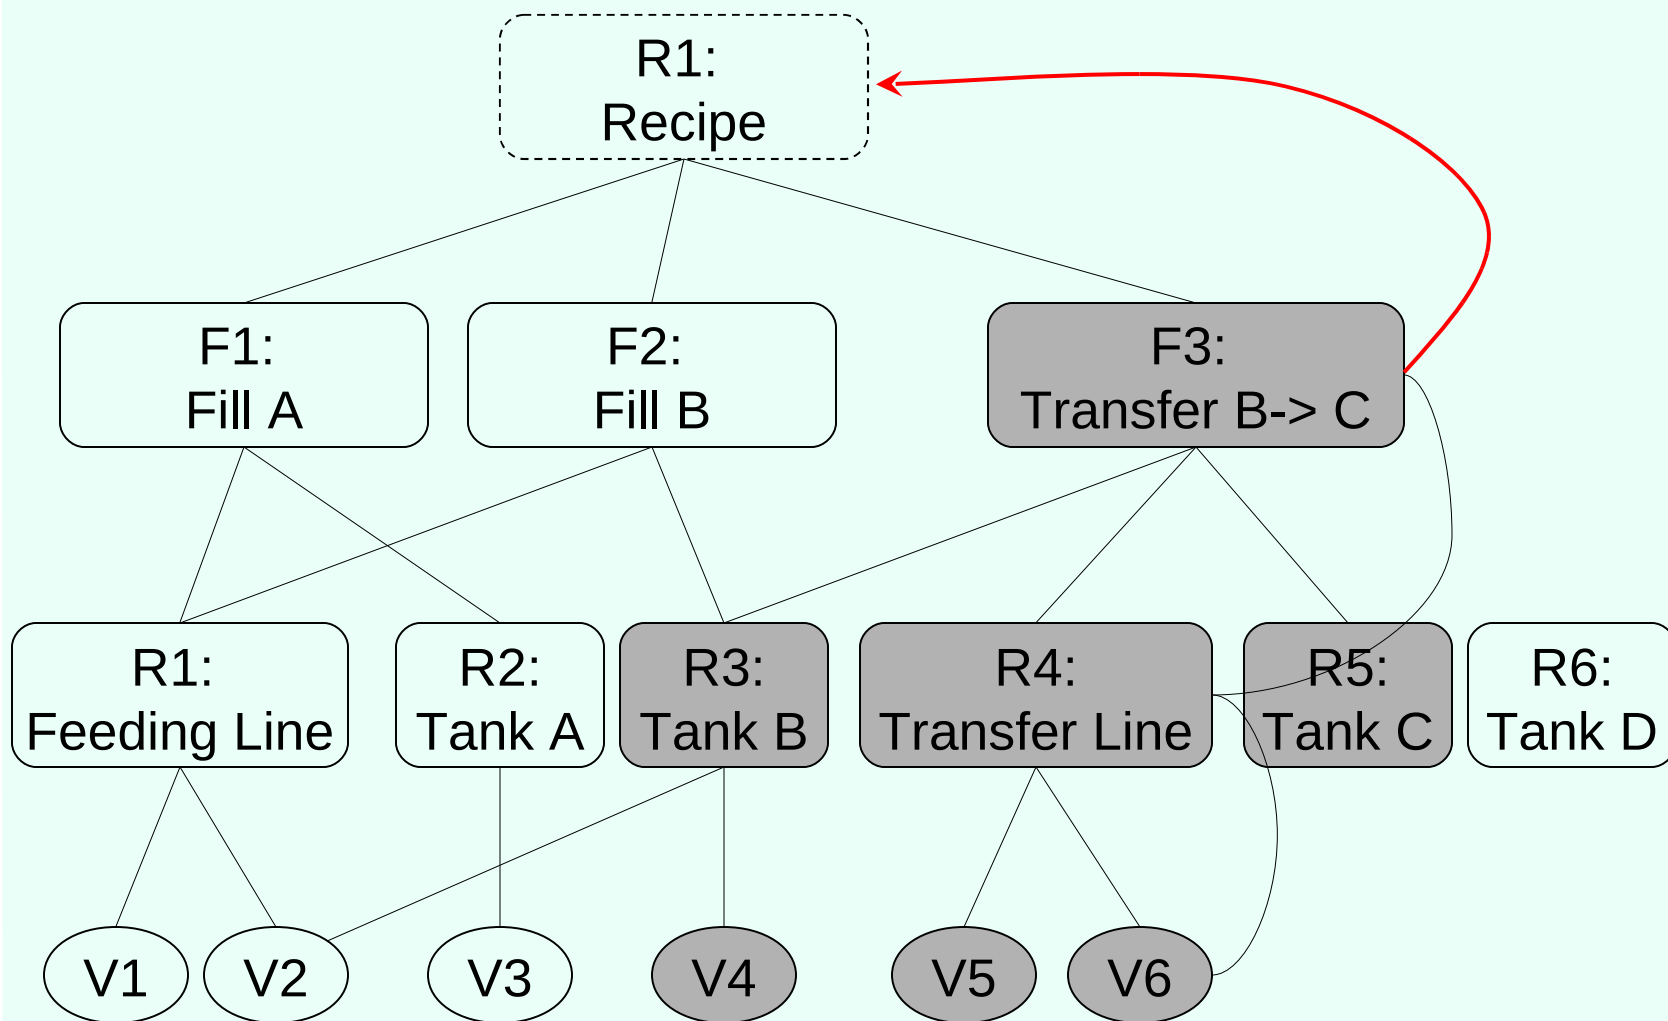 R1:
Recipe
F1:
Fill A
F2:
Fill B
F3:
Transfer B-> C
R1:
Feeding Line
R2:
Tank A
R3:
Tank B
R4:
Transfer Line
R5:
Tank C
R6:
Tank D
V1
V2
V3
V4
V5
V6